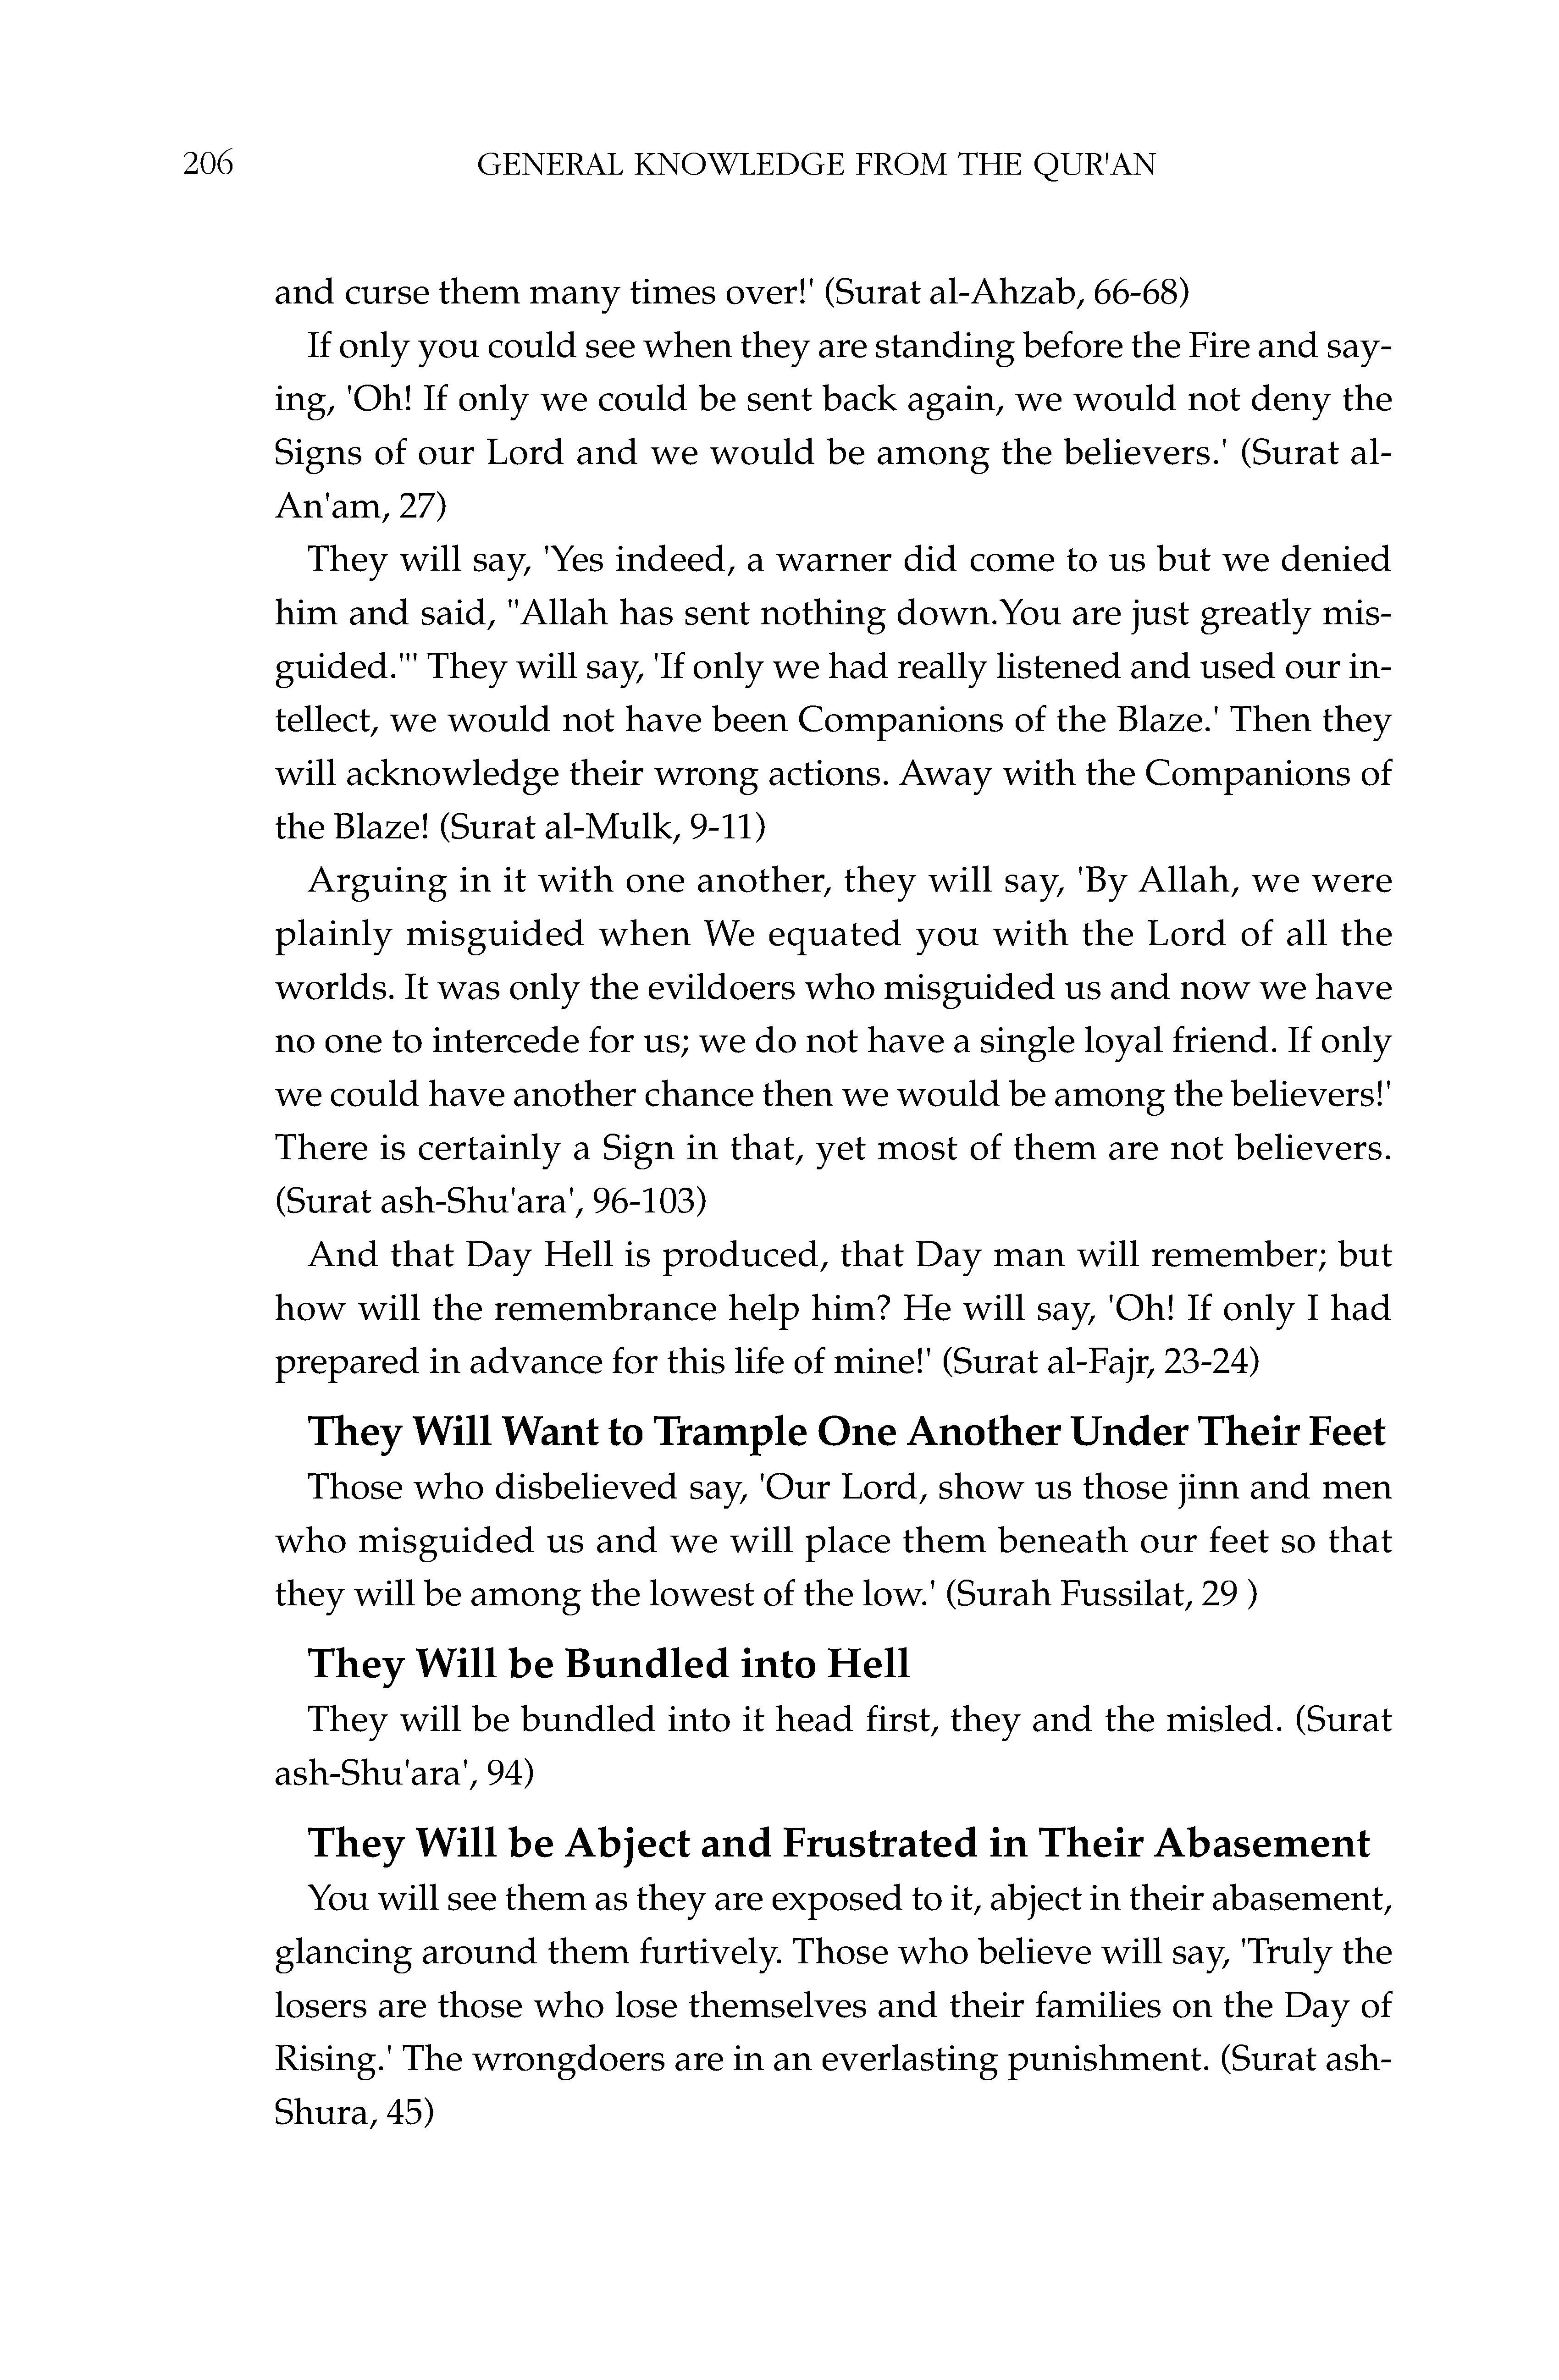 206 GENERAL KNOWLEDGE FROM THE QUR'AN
and curse them many times over!' (Surat al-Ahzab, 66-68)
If only you could see when they are standing before the Fire and say-
ing, 'Oh! If only we could be sent back again, we would not deny the
Signs of our Lord and we would be among the believers.' (Surat al-
An'am, 27)
They will say, 'Yes indeed, a warner did come to us but we denied
him and said, "Allah has sent nothing down.You are just greatly mis-
guided."' They will say, 'If only we had really listened and used our in-
tellect, we would not have been Companions of the Blaze.' Then they
will acknowledge their wrong actions. Away with the Companions of
the Blaze! (Surat al-Mulk, 9-11)
Arguing in it with one another, they will say, 'By Allah, we were
plainly misguided when We equated you with the Lord of all the
worlds. It was only the evildoers who misguided us and now we have
no one to intercede for us; we do not have a single loyal friend. If only
we could have another chance then we would be among the believers!'
There is certainly a Sign in that, yet most of them are not believers.
(Surat ash-Shu'ara', 96-103)
And that Day Hell is produced, that Day man will remember; but
how will the remembrance help him? He will say, 'Oh! If only I had
prepared in advance for this life of mine!' (Surat al-Fajr, 23-24)
They Will Want to Trample One Another Under Their Feet
Those who disbelieved say, 'Our Lord, show us those jinn and men
who misguided us and we will place them beneath our feet so that
they will be among the lowest of the low.' (Surah Fussilat, 29 )
They Will be Bundled into Hell
They will be bundled into it head first, they and the misled. (Surat
ash-Shu'ara', 94)
They Will be Abject and Frustrated in Their Abasement
You will see them as they are exposed to it, abject in their abasement,
glancing around them furtively. Those who believe will say, 'Truly the
losers are those who lose themselves and their families on the Day of
Rising.' The wrongdoers are in an everlasting punishment. (Surat ash-
Shura, 45)